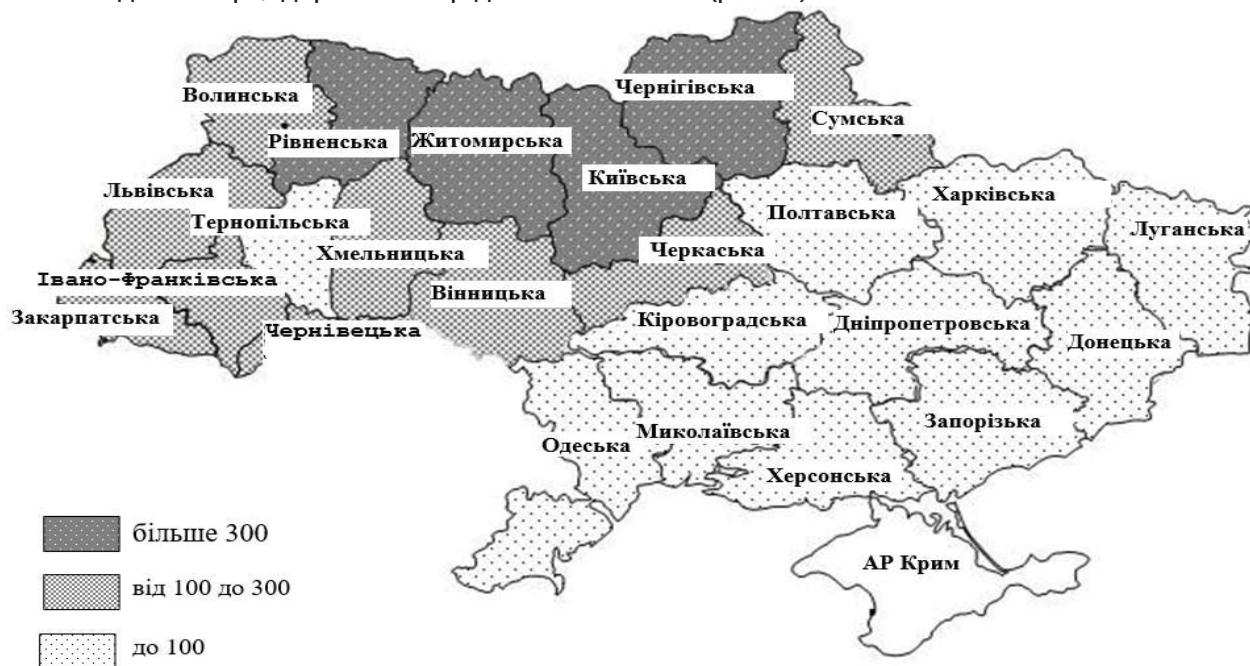 Чернігівська
Волинська
Сумська
Рівненська
Житомирська
Київська
Львівська
Тернопільська
Полтавська
Харківська
Луганська
Хмельницька
Черкаська
Івано-Франківська
Вінницька
Закарпатська
Чернівецька
Кіровоградська
Дніпропетровська
Донецька
Одеська
Миколаївська
Запорізька
Херсонська
АР Крим
більше 300
від 100 до 300
до 100